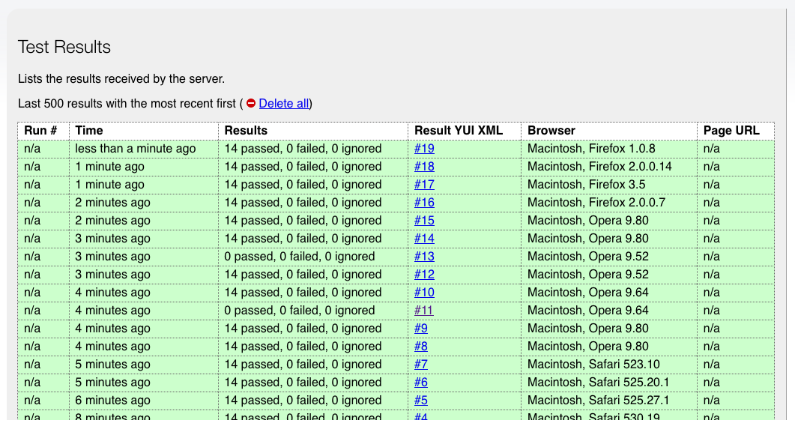 Test Results
Lists the results received by the server.
Last 500 results with the most recent first ( Delete all)
Run # Time Results Result YUI XML Browser Page URL
n/a less than a minute ago 14 passed, 0 failed, 0 ignored #19 Macintosh, Firefox 1.0.8 n/a
n/a 1 minute ago 14 passed, 0 failed, 0 ignored #18 Macintosh, Firefox 2.0.0.14 n/a
n/a 1 minute ago 14 passed, 0 failed, 0 ignored #17 Macintosh, Firefox 3.5 n/a
n/a 2 minutes ago 14 passed, 0 failed, 0 ignored #16 Macintosh, Firefox 2.0.0.7 n/a
n/a 2 minutes ago 14 passed, 0 failed, 0 ignored #15 Macintosh, Opera 9.80 n/a
n/a 3 minutes ago 14 passed, 0 failed, 0 ignored #14 Macintosh, Opera 9.80 n/a
n/a 3 minutes ago 0 passed, 0 failed, 0 ignored #13 Macintosh, Opera 9.52 n/a
n/a 3 minutes ago 14 passed, 0 failed, 0 ignored #12 Macintosh, Opera 9.52 n/a
n/a 4 minutes ago 14 passed, 0 failed, 0 ignored #10 Macintosh, Opera 9.64 n/a
n/a 4 minutes ago 0 passed, 0 failed, 0 ignored #11 Macintosh, Opera 9.64 n/a
n/a 4 minutes ago 14 passed, 0 failed, 0 ignored #9 Macintosh, Opera 9.80 n/a
n/a 4 minutes ago 14 passed, 0 failed, 0 ignored #8 Macintosh, Opera 9.80 n/a
n/a 5 minutes ago 14 passed, 0 failed, 0 ignored #7 Macintosh, Safari 523.10 n/a
n/a 5 minutes ago 14 passed, 0 failed, 0 ignored #6 Macintosh, Safari 525.20.1 n/a
n/a 6 minutes ago 14 passed, 0 failed, 0 ignored #5 Macintosh, Safari 525.27.1 n/a
n/a 8 minutes ago 14 passed, 0 failed, 0 ignored #4 Macintosh, Safari 530.19 n/a